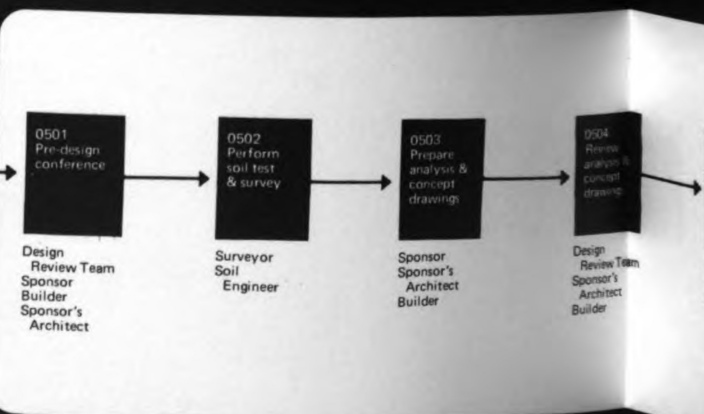 0501
Pre-design
conference
Design
Review Team
Sponsor
Builder
Sponsor's
Architect
0502
Perform
soil test
& survey
Surveyor
Soil
Engineer
0503
Prepare
analysis &
concept
drawings
Sponsor
Sponsor's
Architect
Builder
0504
Review
analysis &
concept
drawings
Design
Review Team
Sponsor's
Architect
Builder